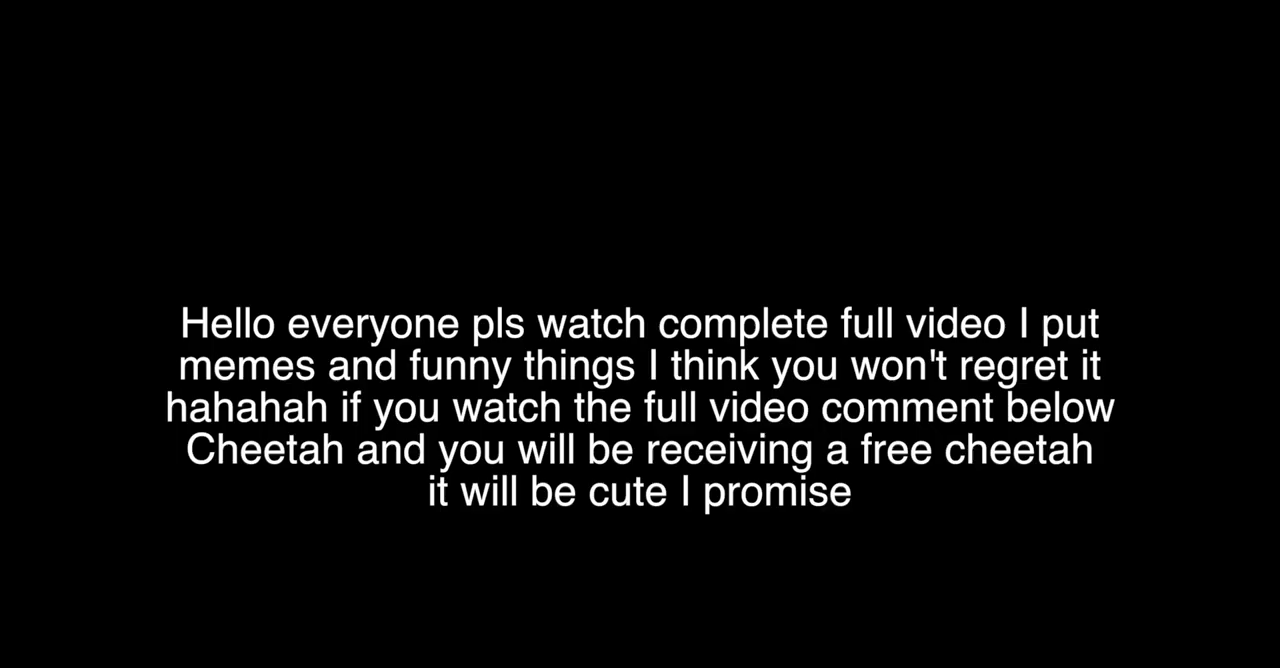 Hello everyone pls watch complete full video I put
memes and funny things I think you won't regret it
hahahah if you watch the full video comment below
Cheetah and you will be receiving a free cheetah
it will be cute I promise